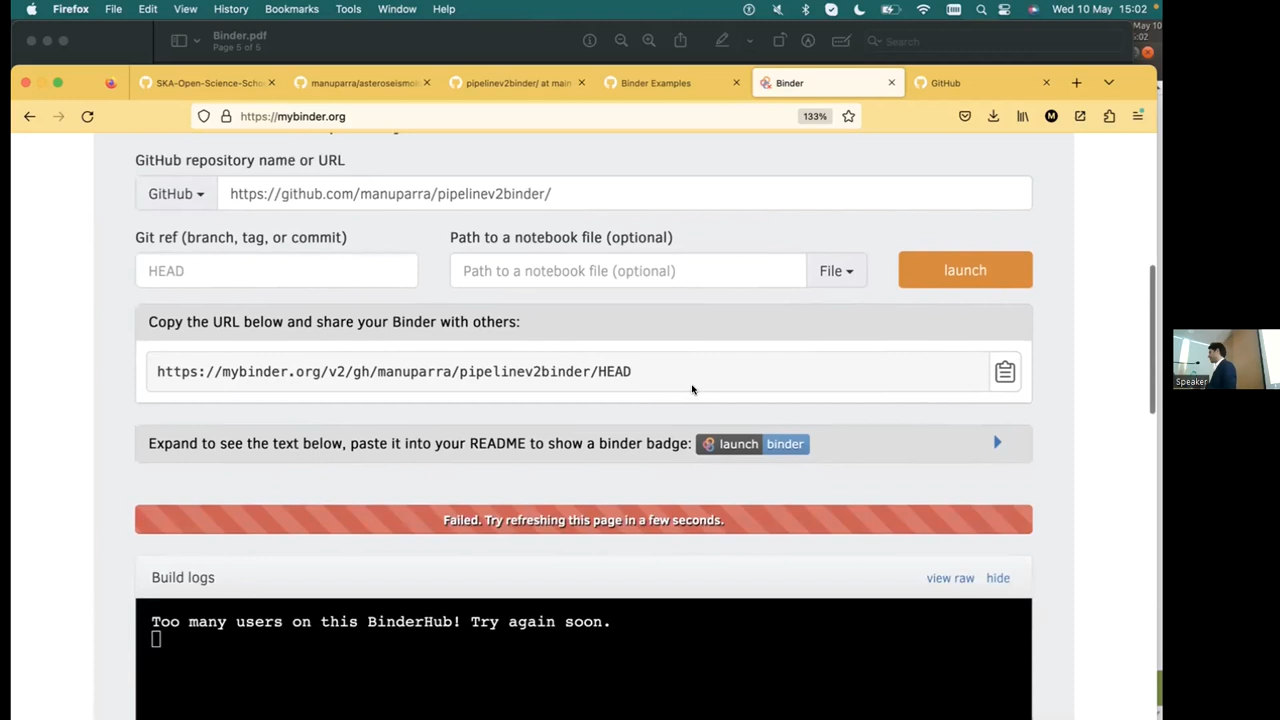 Firefox File Edit View History Bookmarks Tools Window Help Wed 10 May 15:02
Binder.pdf
Page 5 of 5
Search
SKA-Open-Science-Scho
manuparra/asteroseismo
pipelinev2binder/ at main
Binder Examples
Binder
GitHub
https://mybinder.org 133%
GitHub repository name or URL
GitHub https://github.com/manuparra/pipelinev2binder/
Git ref (branch, tag, or commit) Path to a notebook file (optional)
HEAD Path to a notebook file (optional) File launch
Copy the URL below and share your Binder with others:
https://mybinder.org/v2/gh/manuparra/pipelinev2binder/HEAD
Expand to see the text below, paste it into your README to show a binder badge: launch binder
Failed. Try refreshing this page in a few seconds.
Speaker
Build logs view raw hide
Too many users on this BinderHub! Try again soon.